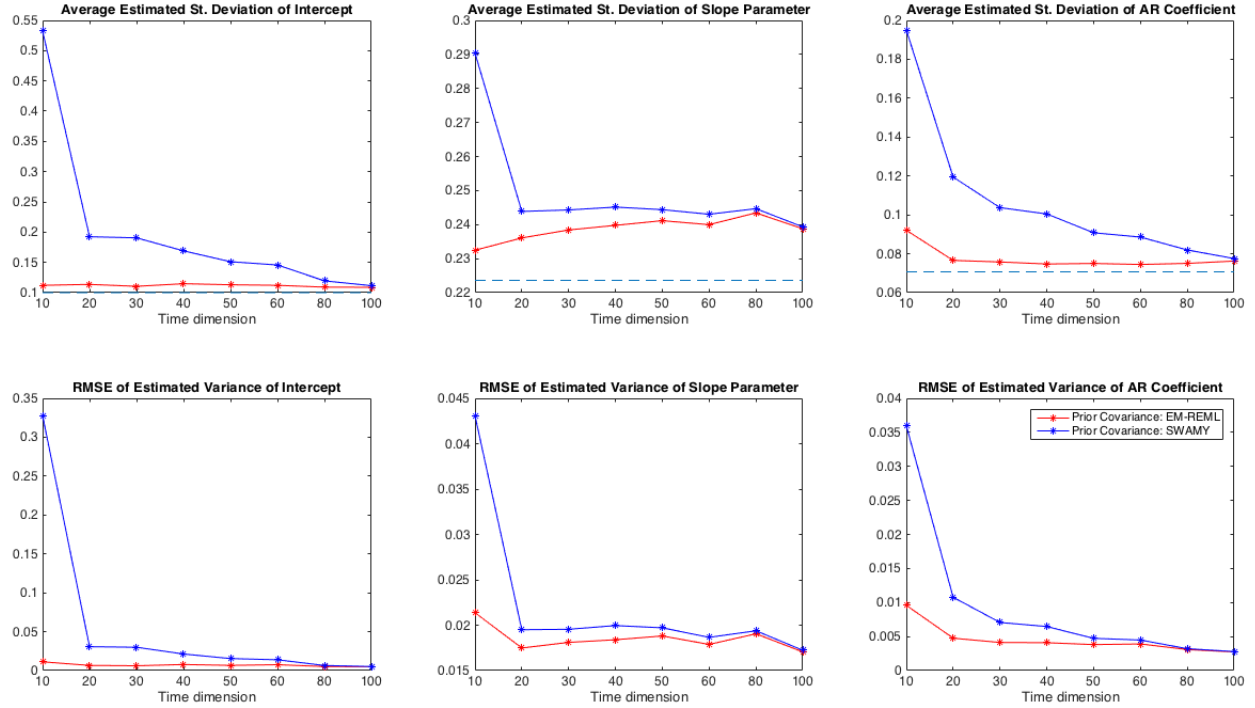 Average Estimated St. Deviation of Intercept
0.55
0.5
0.45
0.4
0.35
0.3
0.25
0.2
0.15
0.1
10 20 30 40 50 60 80 100
Time dimension
Average Estimated St. Deviation of Slope Parameter
0.3
0.29
0.28
0.27
0.26
0.25
0.24
0.23
0.22
10 20 30 40 50 60 80 100
Time dimension
Average Estimated St. Deviation of AR Coefficient
0.2
0.18
0.16
0.14
0.12
0.1
0.08
0.06
10 20 30 40 50 60 80 100
Time dimension
RMSE of Estimated Variance of Intercept
0.35
0.3
0.25
0.2
0.15
0.1
0.05
0
10 20 30 40 50 60 80 100
Time dimension
RMSE of Estimated Variance of Slope Parameter
0.045
0.04
0.035
0.03
0.025
0.02
0.015
10 20 30 40 50 60 80 100
Time dimension
RMSE of Estimated Variance of AR Coefficient
0.04
0.035
0.03
0.025
0.02
0.015
0.01
0.005
0
Prior Covariance: EM-REML
Prior Covariance: SWAMY
10 20 30 40 50 60 80 100
Time dimension